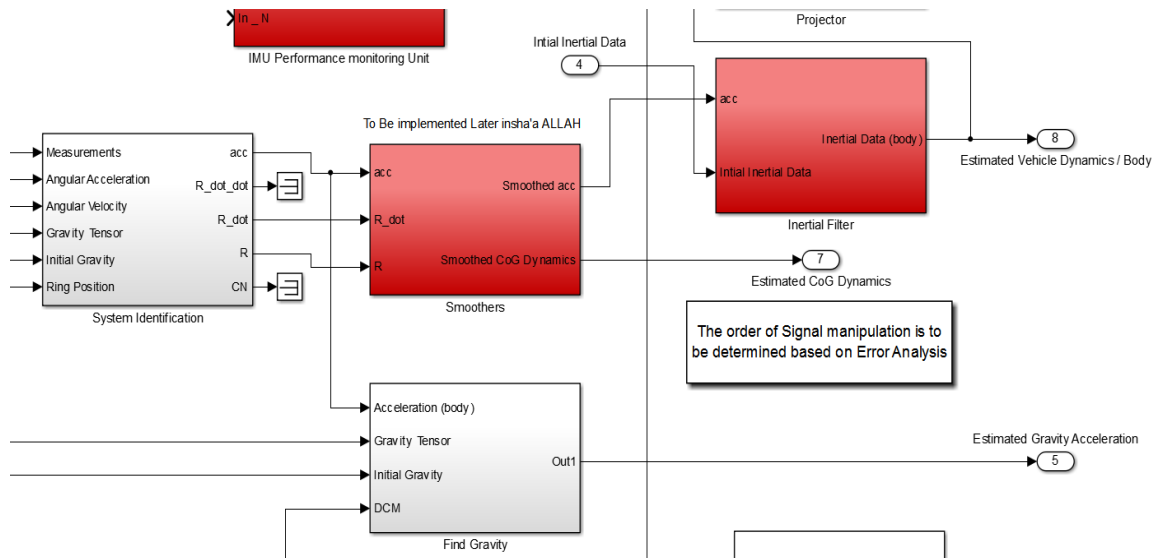 In _ N
IMU Performance monitoring Unit
Projector
Intial Inertial Data
4
acc
Intial Inertial Data
Inertial Data (body)
Inertial Filter
8
Estimated Vehicle Dynamics / Body
To Be implemented Later insha'a ALLAH
Measurements
Angular Acceleration
Angular Velocity
Gravity Tensor
Initial Gravity
Ring Position
acc
R_dot_dot
R_dot
R
CN
System Identification
acc
R_dot
R
Smoothed acc
Smoothed CoG Dynamics
Smoothers
7
Estimated CoG Dynamics
The order of Signal manipulation is to
be determined based on Error Analysis
Acceleration (body )
Gravity Tensor
Initial Gravity
DCM
Out1
Find Gravity
Estimated Gravity Acceleration
5